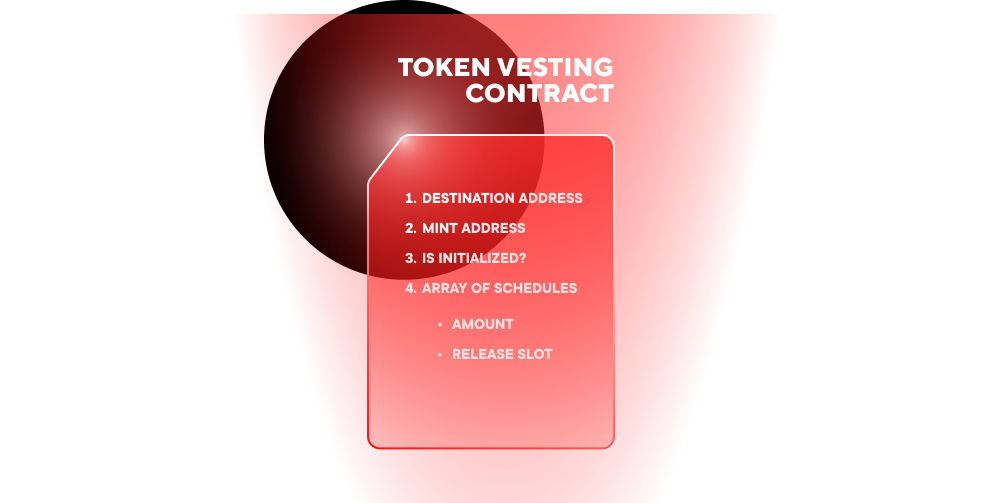 TOKEN VESTING
CONTRACT
1. DESTINATION ADDRESS
2. MINT ADDRESS
3. IS INITIALIZED?
4. ARRAY OF SCHEDULES
• AMOUNT
• RELEASE SLOT